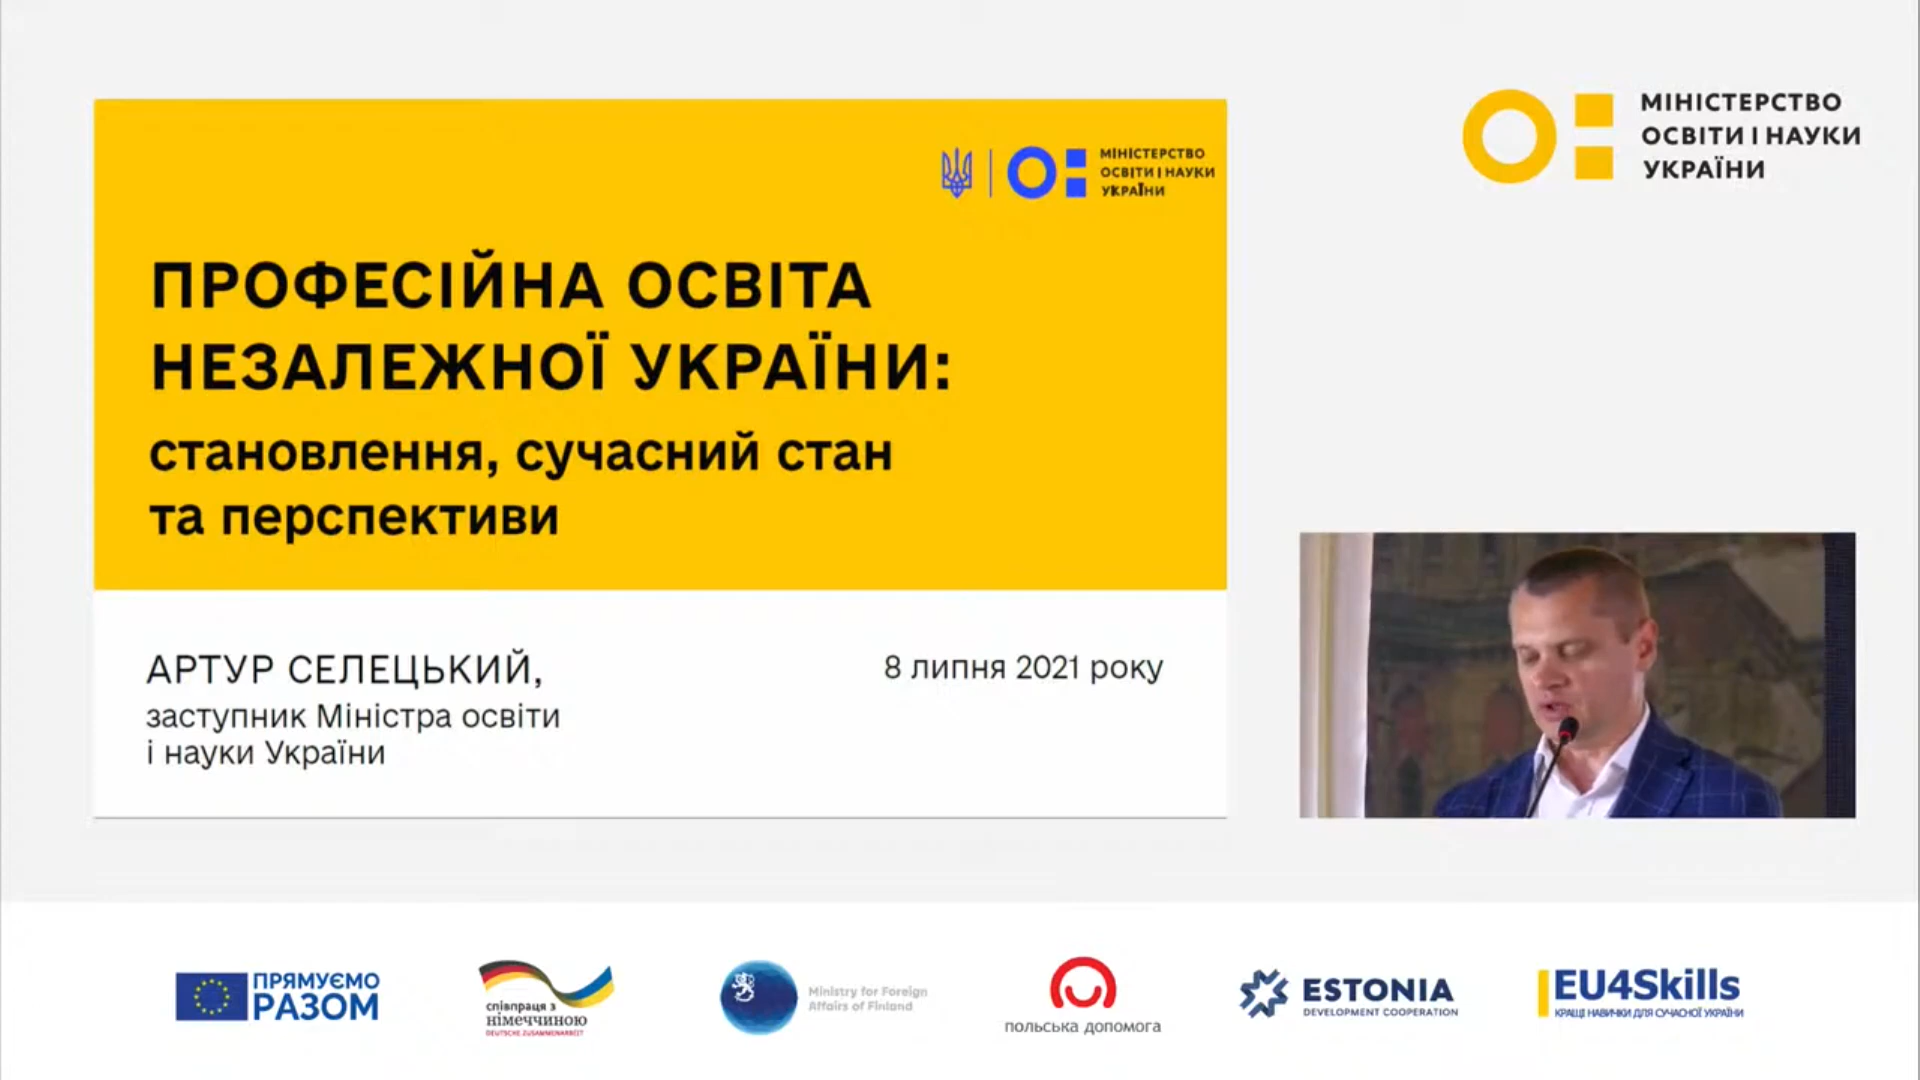 МІНІСТЕРСТВО
ОСВІТИ І НАУКИ
УКРАЇНИ
ПРОФЕСІЙНА ОСВІТА
НЕЗАЛЕЖНОЇ УКРАЇНИ:
становлення, сучасний стан
та перспективи
АРТУР СЕЛЕЦЬКИЙ,
заступник Міністра освіти
і науки України
8 липня 2021 року
МІНІСТЕРСТВО
ОСВІТИ І НАУКИ
УКРАЇНИ
ПРЯМУЄМО
РАЗОМ
співпраця з
німеччиною
DEUTSCHE ZUSAMMENARBEIT
Ministry for Foreign
Affairs of Finland
польська допомога
ESTONIA
DEVELOPMENT COOPERATION
EU4Skills
КРАЩІ НАВИЧКИ ДЛЯ СУЧАСНОЇ УКРАЇНИ